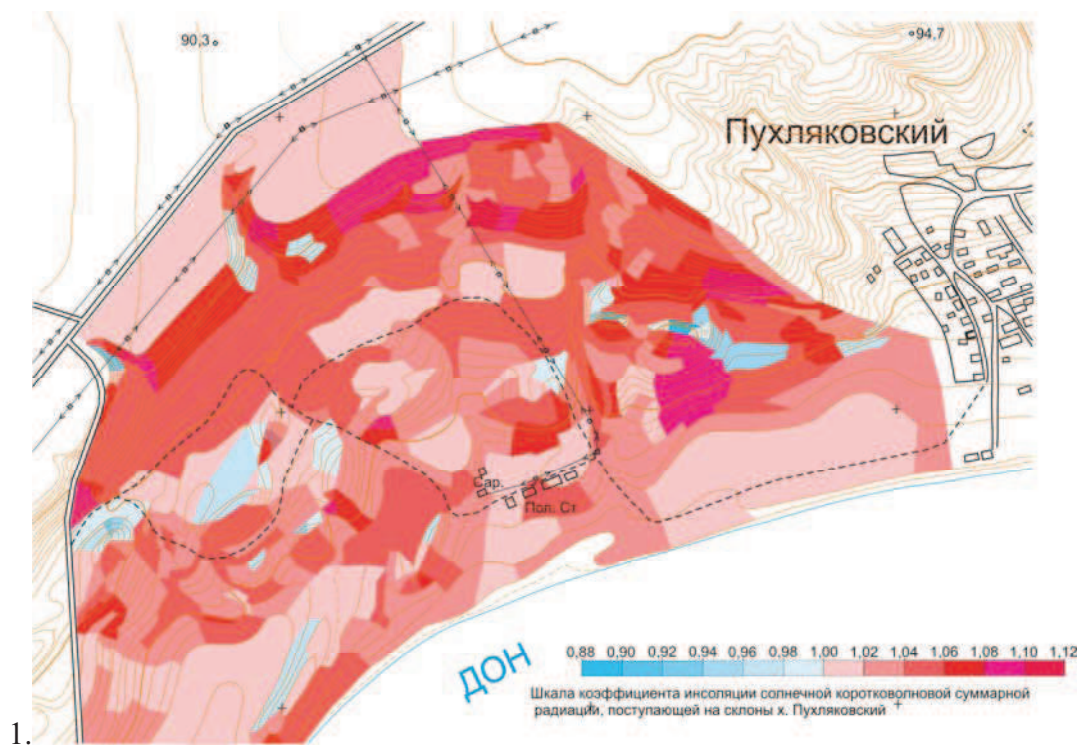 90,3
94,7
Пухляковский
Сар.
Пол. Ст
ДОН
0,88 0,90 0,92 0,94 0,96 0,98 1,00 1,02 1,04 1,06 1,08 1,10 1,12
Шкала коэффициента инсоляции солнечной коротковолновой суммарной
радиации, поступающей на склоны х. Пухляковский
1.